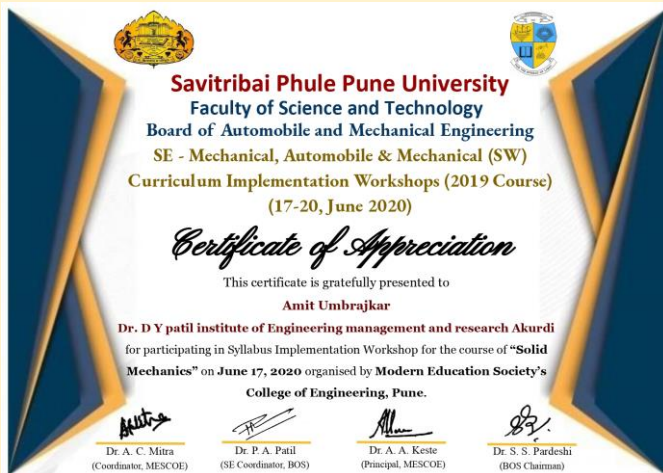 Savitribai Phule Pune University
Faculty of Science and Technology
Board of Automobile and Mechanical Engineering
SE - Mechanical, Automobile & Mechanical (SW)
Curriculum Implementation Workshops (2019 Course)
(17-20, June 2020)
Certificate of Appreciation
This certificate is gratefully presented to
Amit Umbrajkar
Dr. D Y patil institute of Engineering management and research Akurdi
for participating in Syllabus Implementation Workshop for the course of “Solid
Mechanics” on June 17, 2020 organised by Modern Education Society’s
College of Engineering, Pune.
Dr. A. C. Mitra
(Coordinator, MESCOE)
Dr. P. A. Patil
(SE Coordinator, BOS)
Dr. A. A. Keste
(Principal, MESCOE)
Dr. S. S. Pardeshi
(BOS Chairman)